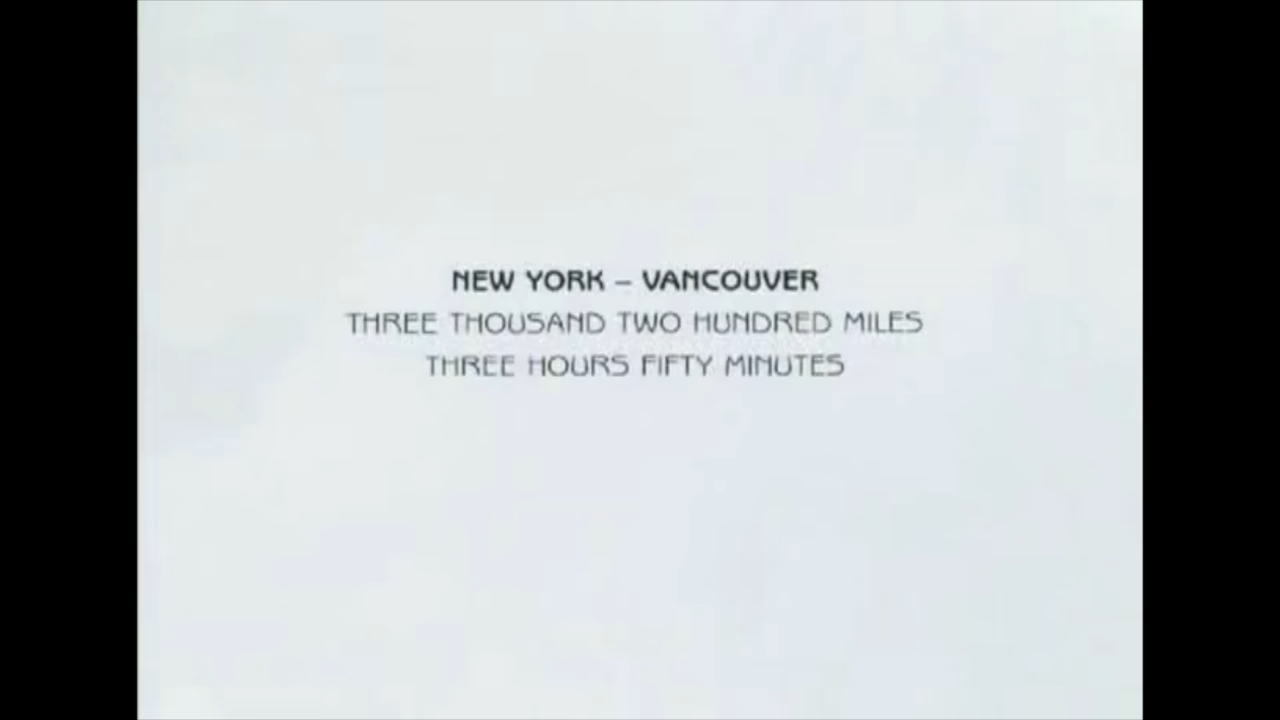 NEW YORK – VANCOUVER
THREE THOUSAND TWO HUNDRED MILES
THREE HOURS FIFTY MINUTES